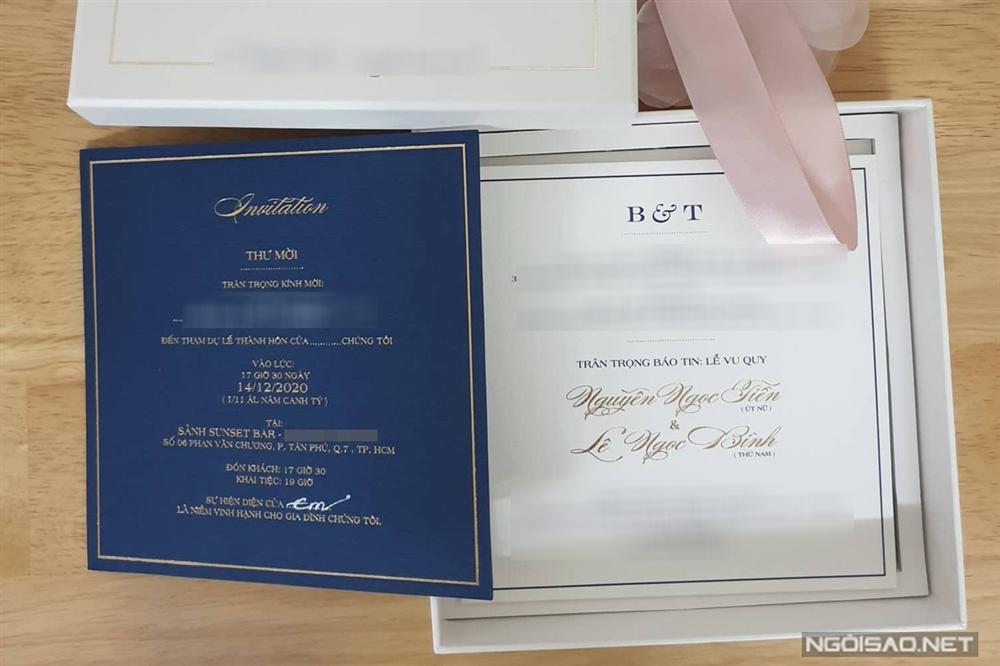 Invitation
THƯ MỜI
TRÂN TRỌNG KÍNH MỜI:
ĐẾN THAM DỰ LỄ THÀNH HÔN CỦA..........CHÚNG TÔI
VÀO LÚC:
17 GIỜ 30 NGÀY
14/12/2020
( 1/11 ÂL NĂM CANH TÝ )
TẠI:
SẢNH SUNSET BAR -
SỐ 06 PHAN VĂN CHƯƠNG, P. TÂN PHÚ, Q.7 , TP. HCM
ĐÓN KHÁCH: 17 GIỜ 30
KHAI TIỆC: 19 GIỜ
SỰ HIỆN DIỆN CỦA em
LÀ NIỀM VINH HẠNH CHO GIA ĐÌNH CHÚNG TÔI.
B & T
3
TRÂN TRỌNG BÁO TIN: LỄ VU QUY
Nguyễn Ngọc Tiền
( ÚT NỮ )
&
Lê Ngọc Bình
( THỨ NAM )
NGÔISAO.NET